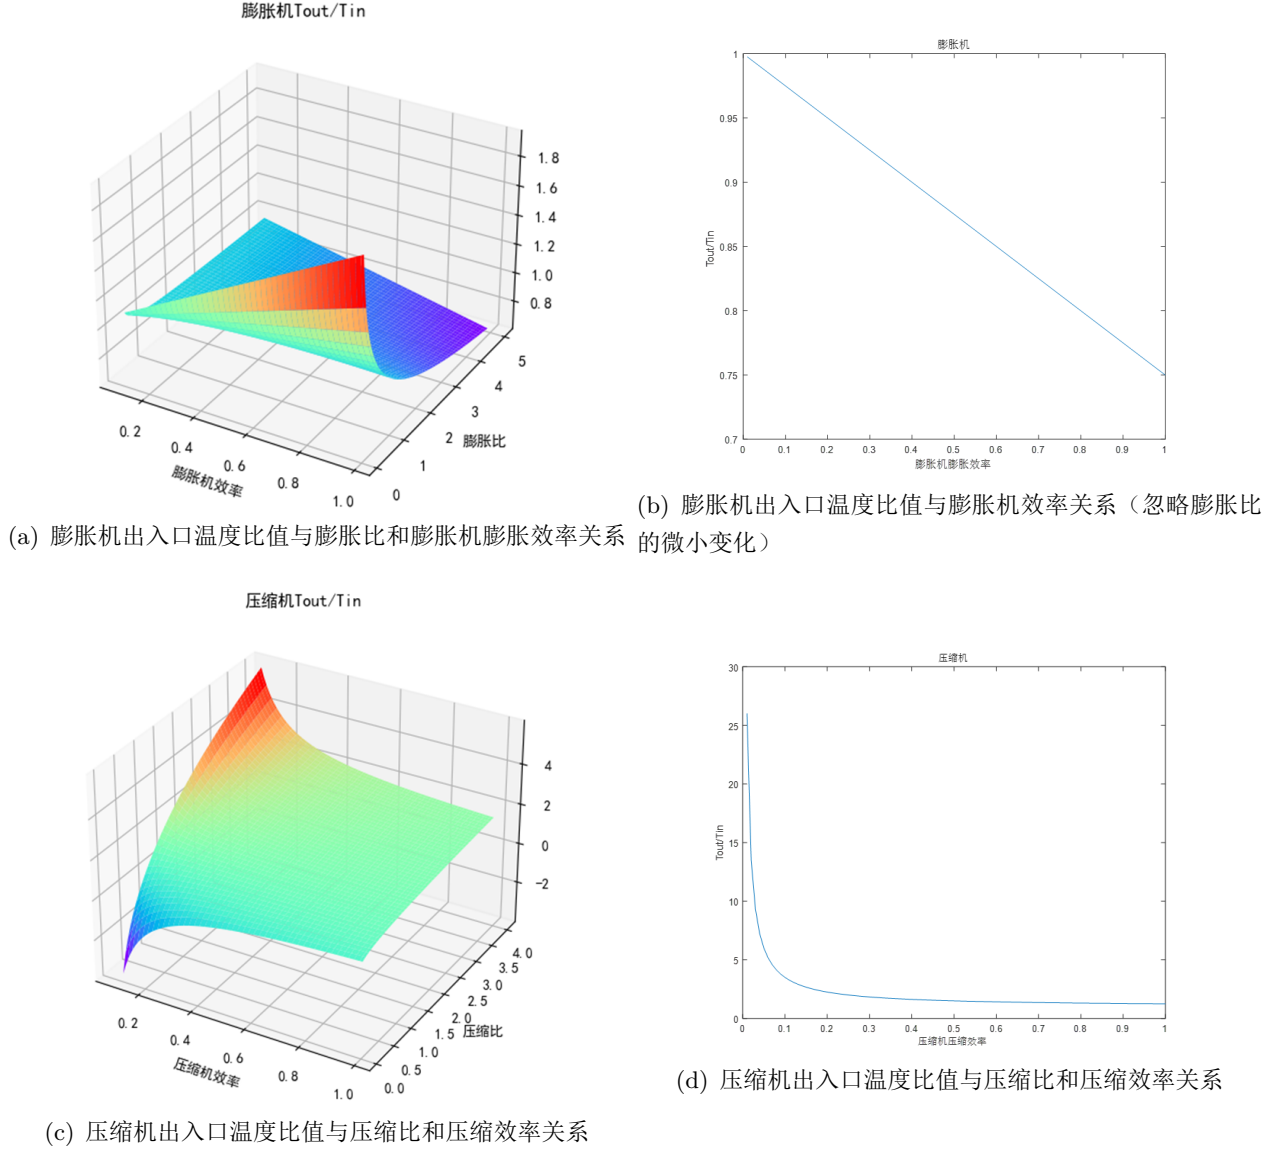 膨胀机Tout/Tin
1.8
1.6
1.4
1.2
1.0
0.8
5
4
3
2
1
0
膨胀比
0.2
0.4
0.6
0.8
1.0
膨胀机效率
(a) 膨胀机出入口温度比值与膨胀比和膨胀机膨胀效率关系
膨胀机
1
0.95
0.9
0.85
0.8
0.75
0.7
Tout/Tin
0 0.1 0.2 0.3 0.4 0.5 0.6 0.7 0.8 0.9 1
膨胀机膨胀效率
(b) 膨胀机出入口温度比值与膨胀机效率关系（忽略膨胀比
的微小变化）
压缩机Tout/Tin
4
2
0
−2
4.0
3.5
3.0
2.5
2.0
1.5
1.0
0.5
0.0
压缩比
0.2
0.4
0.6
0.8
1.0
压缩机效率
(c) 压缩机出入口温度比值与压缩比和压缩效率关系
压缩机
30
25
20
15
10
5
0
Tout/Tin
0 0.1 0.2 0.3 0.4 0.5 0.6 0.7 0.8 0.9 1
压缩机压缩效率
(d) 压缩机出入口温度比值与压缩比和压缩效率关系